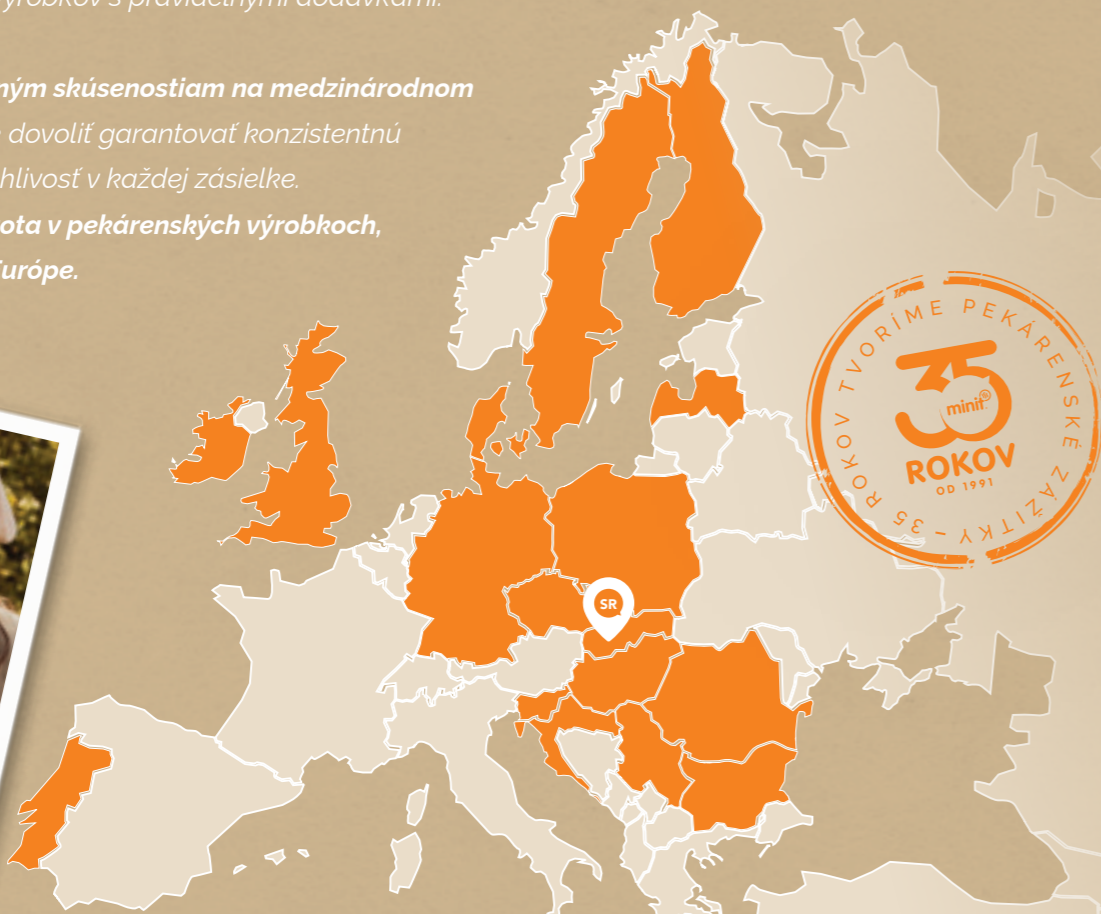 výrobkov s pravidelnými dodávkami.
ným skúsenostiam na medzinárodnom
dovoliť garantovať konzistentnú
hlivosť v každej zásielke.
ota v pekárenských výrobkoch,
Európe.
35 ROKOV TVORÍME PEKÁRENSKÉ ZÁŽITKY –
35
minit
ROKOV
OD 1991
SR